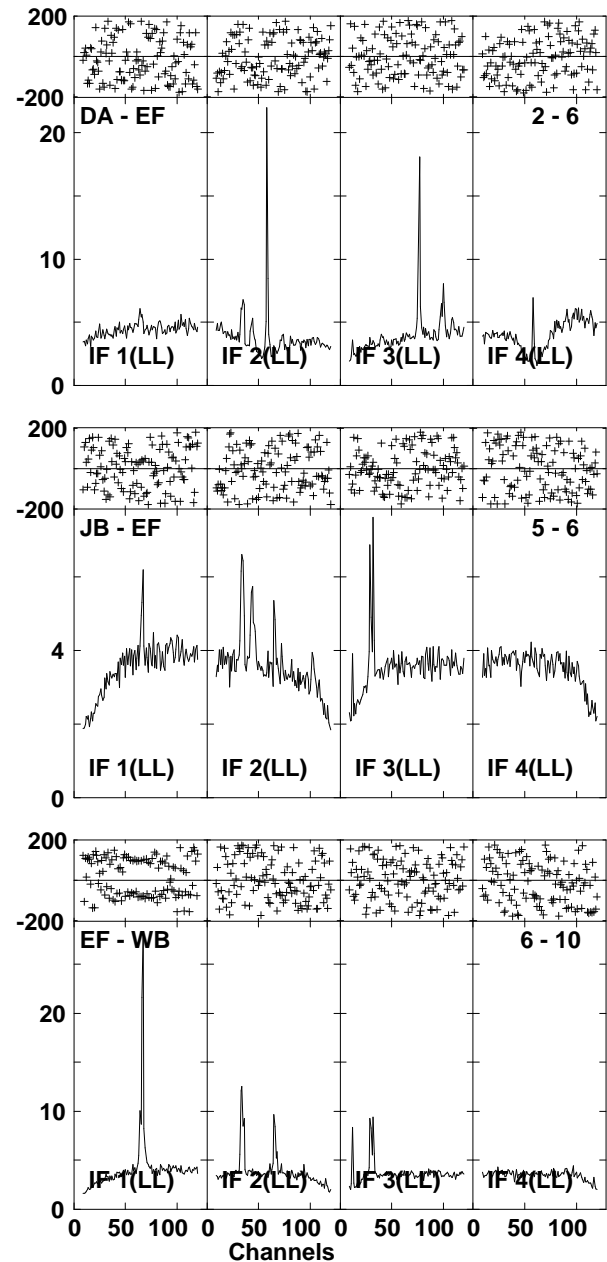 200
-200
DA - EF 2 - 6
20
10
IF 1(LL) IF 2(LL) IF 3(LL) IF 4(LL)
0
200
-200
JB - EF 5 - 6
4
IF 1(LL) IF 2(LL) IF 3(LL) IF 4(LL)
0
200
-200
EF - WB 6 - 10
20
10
IF 1(LL) IF 2(LL) IF 3(LL) IF 4(LL)
0
0 50 100 0 50 100 0 50 100 0 50 100
Channels